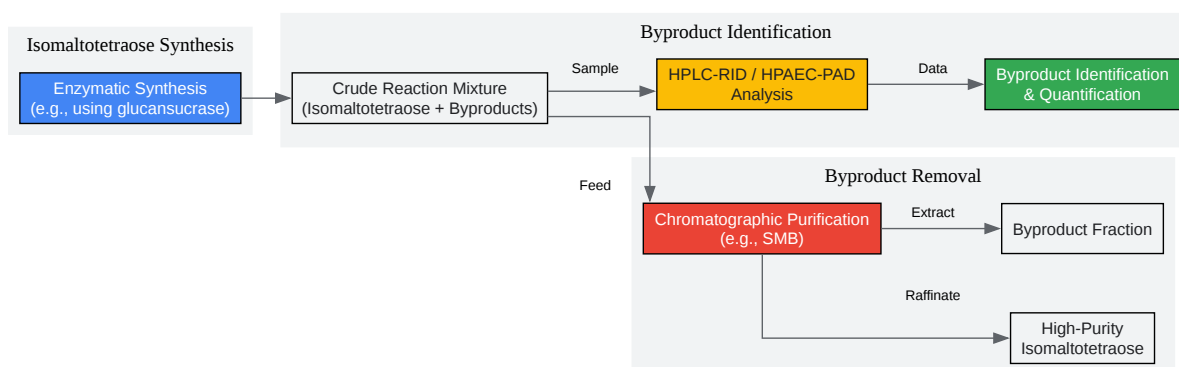 Isomaltotetraose Synthesis
Enzymatic Synthesis
(e.g., using glucansucrase)
Byproduct Identification
Crude Reaction Mixture
(Isomaltotetraose + Byproducts)
Sample
HPLC-RID / HPAEC-PAD
Analysis
Data
Byproduct Identification
& Quantification
Feed
Byproduct Removal
Chromatographic Purification
(e.g., SMB)
Extract
Byproduct Fraction
Raffinate
High-Purity
Isomaltotetraose